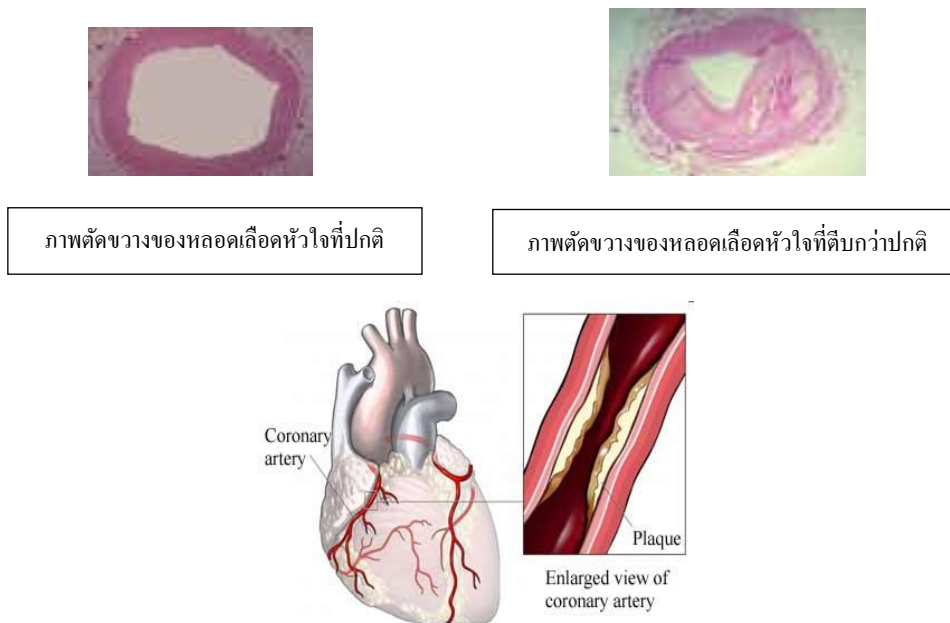 ภาพตัดขวางของหลอดเลือดหัวใจที่ปกติ
ภาพตัดขวางของหลอดเลือดหัวใจที่ตีบกว่าปกติ
Coronary
artery
Plaque
Enlarged view of
coronary artery